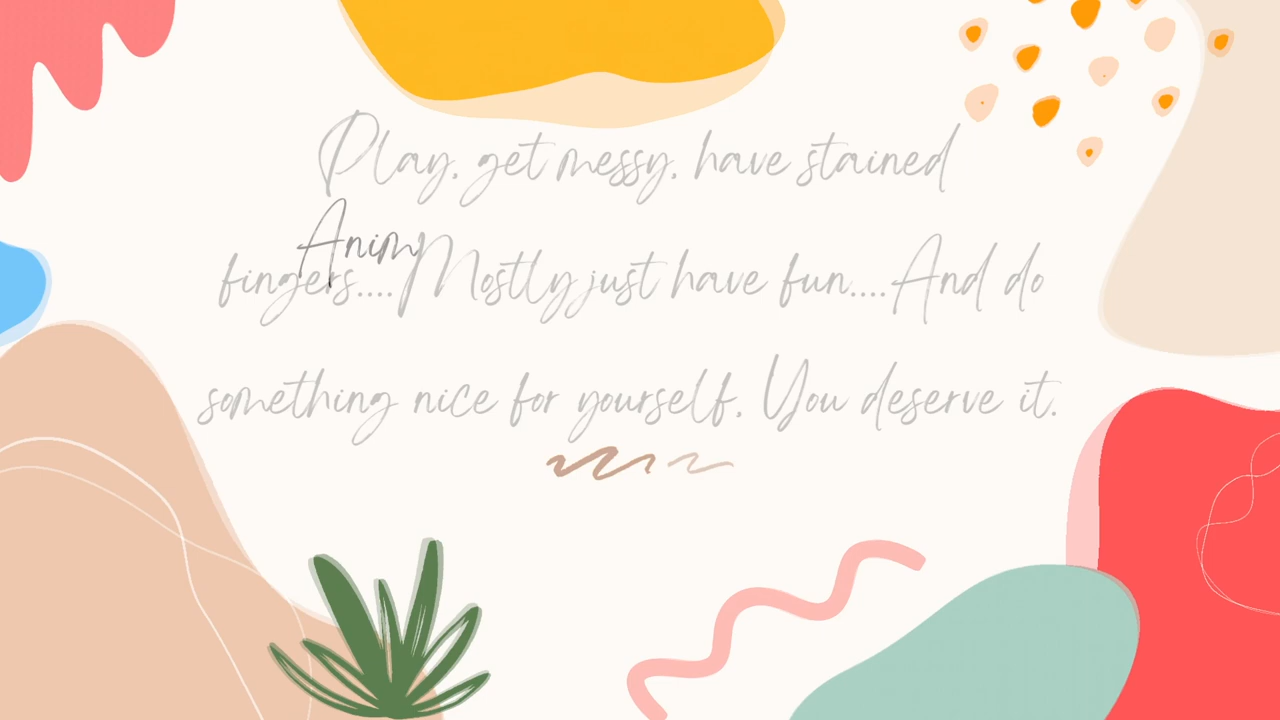 Play, get messy, have stained
Anim
fingers....Mostly just have fun....And do
something nice for yourself. You deserve it.